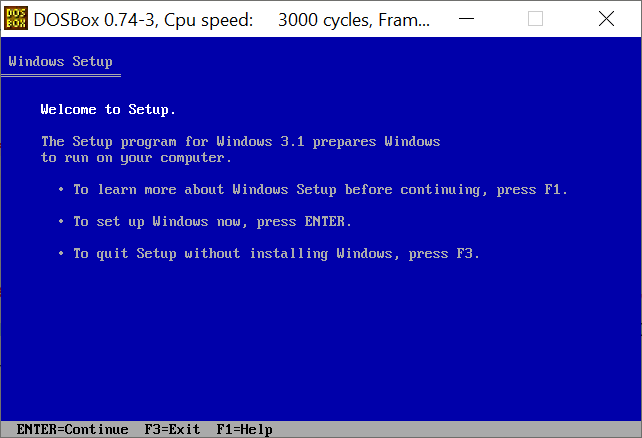 DOS BOX DOSBox 0.74-3, Cpu speed: 3000 cycles, Fram...
Windows Setup
Welcome to Setup.
The Setup program for Windows 3.1 prepares Windows
to run on your computer.
• To learn more about Windows Setup before continuing, press F1.
• To set up Windows now, press ENTER.
• To quit Setup without installing Windows, press F3.
ENTER=Continue F3=Exit F1=Help